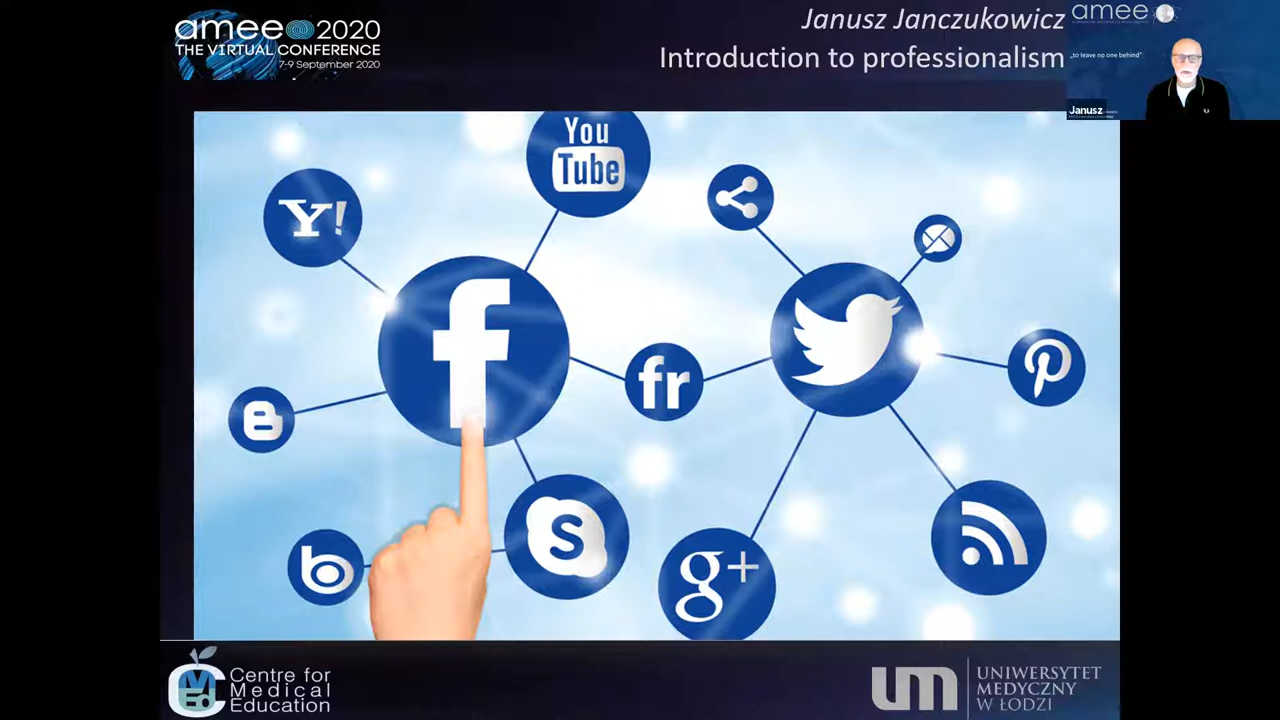 amee 2020
THE VIRTUAL CONFERENCE
7-9 September 2020
Janusz Janczukowicz
Introduction to professionalism
amee
„to leave no one behind"
Janusz
You
Tube
Y!
f
fr
B
S
b
g+
Centre for
Medical
Education
um
UNIWERSYTET
MEDYCZNY
W ŁODZI